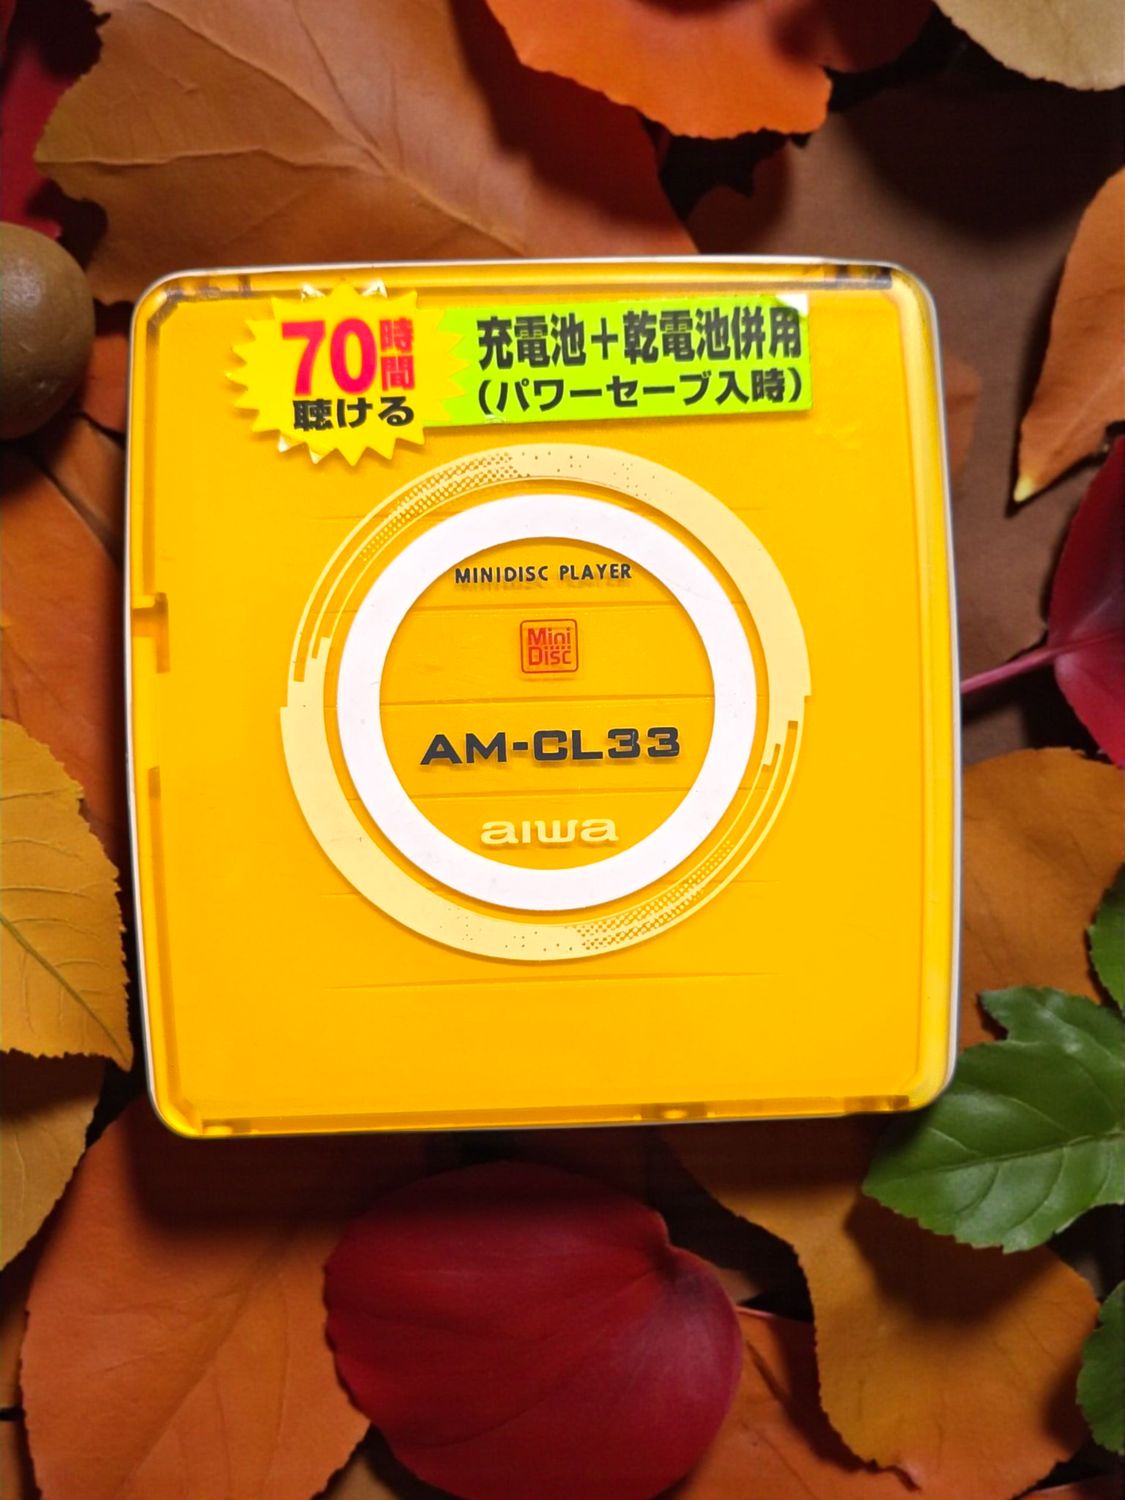 70時間
聴ける
充電池+乾電池併用
(パワーセーブ入時)
MINIDISC PLAYER
Mini
Disc
AM-CL33
aiwa